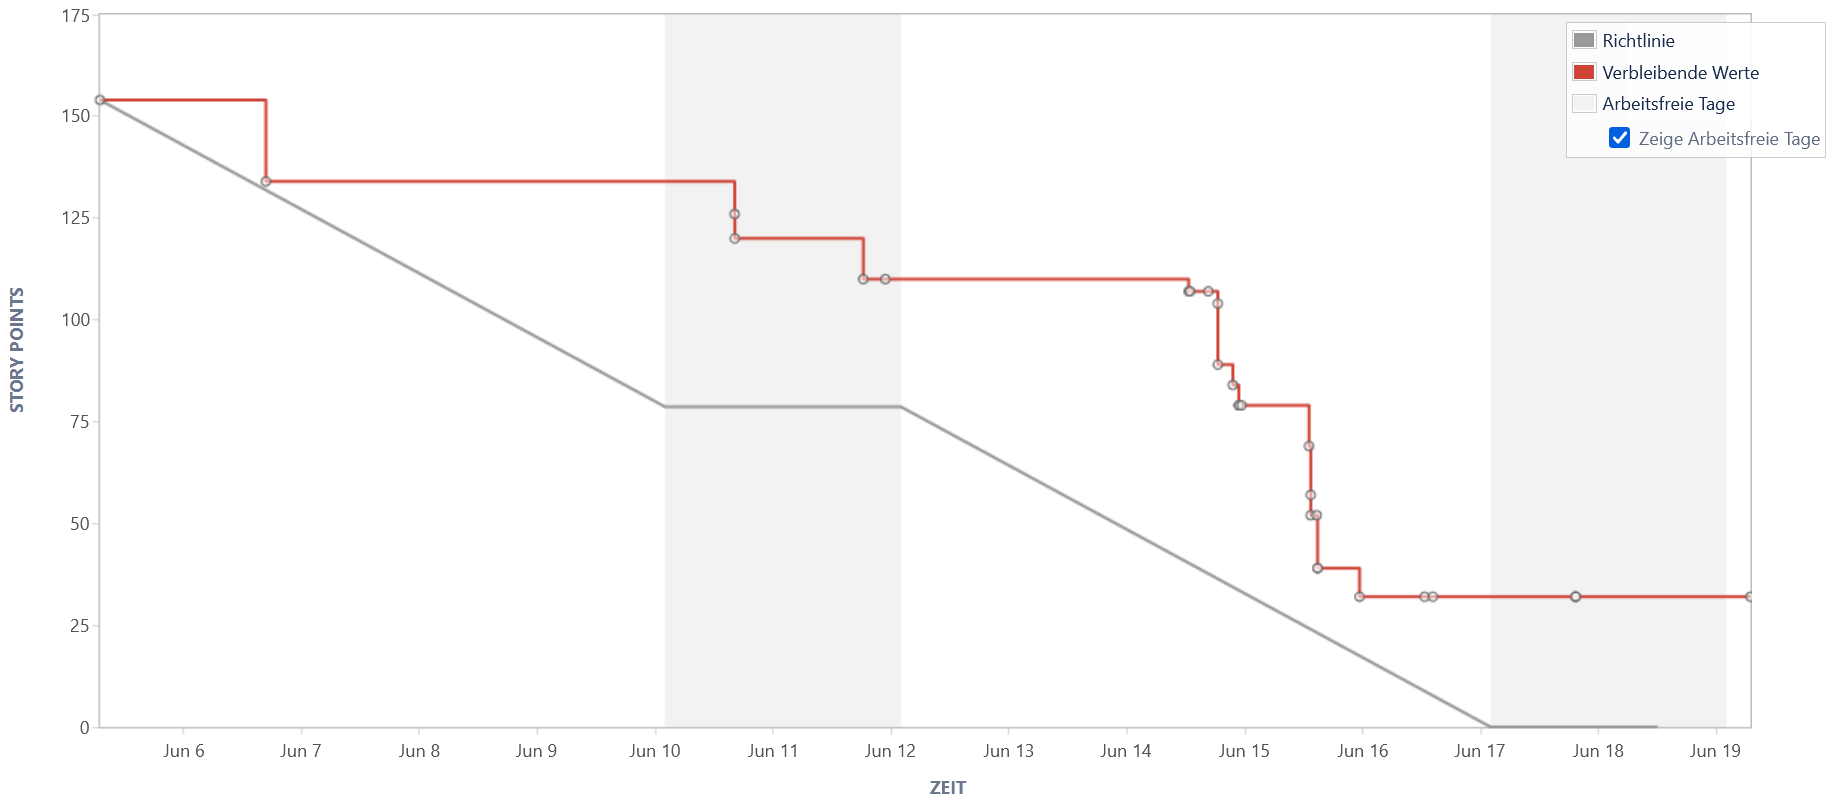 175
150
125
100
75
50
25
0
STORY POINTS
Jun 6
Jun 7
Jun 8
Jun 9
Jun 10
Jun 11
Jun 12
Jun 13
Jun 14
Jun 15
Jun 16
Jun 17
Jun 18
Jun 19
ZEIT
Richtlinie
Verbleibende Werte
Arbeitsfreie Tage
Zeige Arbeitsfreie Tage